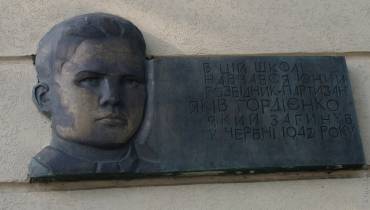 В ЦІЙ ШКОЛІ
НАВЧАВСЯ ЮНИЙ
РОЗВІДНИК-ПАРТИЗАН
ЯКІВ ГОРДІЄНКО
ЯКИЙ ЗАГИНУВ
У ЧЕРВНІ 1942 РОКУ